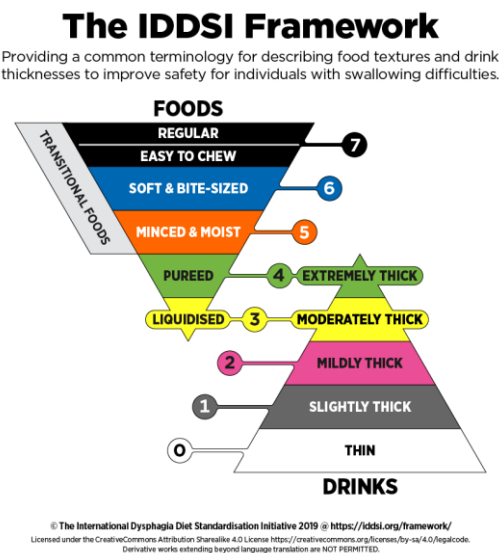 The IDDSI Framework
Providing a common terminology for describing food textures and drink
thicknesses to improve safety for individuals with swallowing difficulties.
FOODS
TRANSITIONAL FOODS
REGULAR
EASY TO CHEW
7
SOFT & BITE-SIZED
6
MINCED & MOIST
5
PUREED
4
EXTREMELY THICK
LIQUIDISED
3
MODERATELY THICK
2
MILDLY THICK
1
SLIGHTLY THICK
0
THIN
DRINKS
© The International Dysphagia Diet Standardisation Initiative 2019 @ https://iddsi.org/framework/
Licensed under the CreativeCommons Attribution Sharealike 4.0 License https://creativecommons.org/licenses/by-sa/4.0/legalcode.
Derivative works extending beyond language translation are NOT PERMITTED.